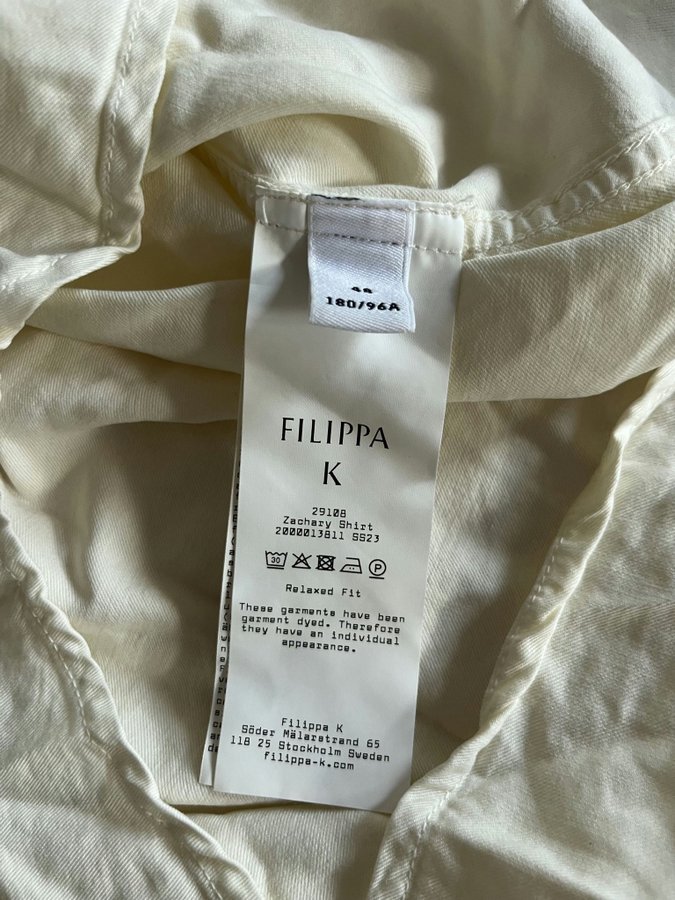 180/96A
FILIPPA
K
29108
Zachary Shirt
2000013811 SS23
30
P
Relaxed Fit
These garments have been
garment dyed. Therefore
they have an individual
appearance.
Filippa K
Söder Mälarstrand 65
118 25 Stockholm Sweden
filippa-k.com